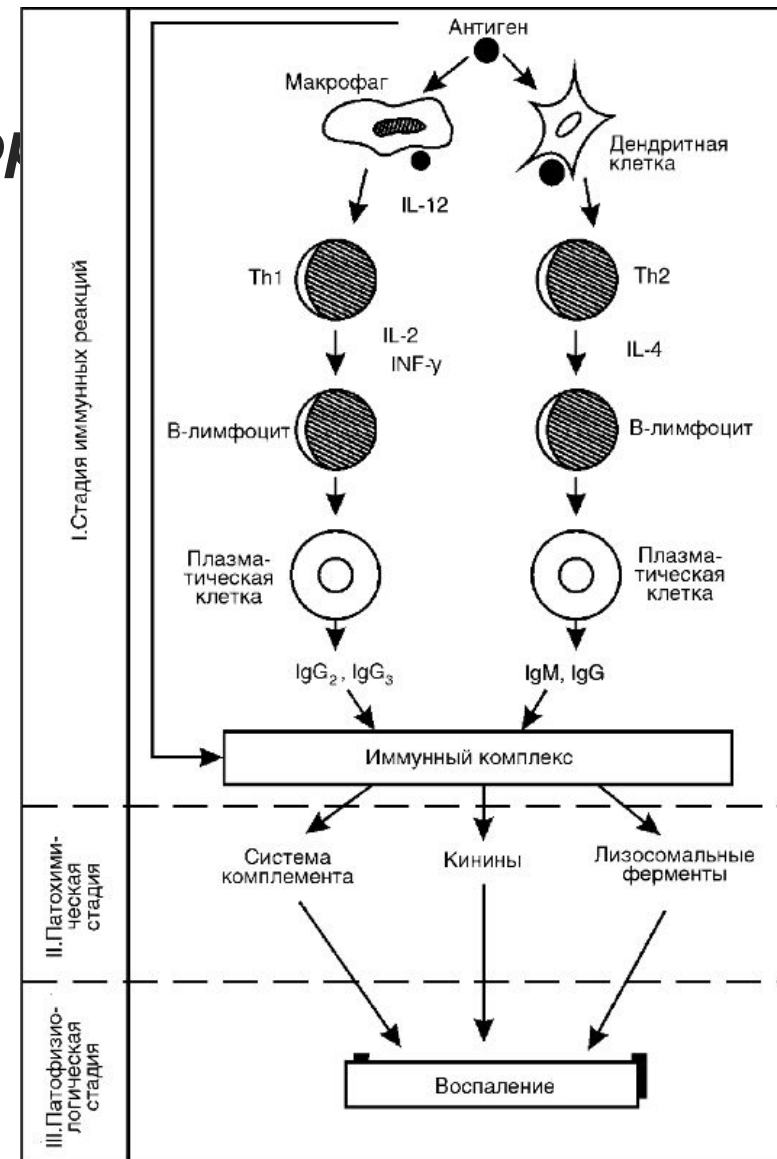 Антиген
Макрофаг
Дендритная
клетка
IL-12
Th1
Th2
IL-2
INF-γ
IL-4
В-лимфоцит
В-лимфоцит
Плазма-
тическая
клетка
Плазма-
тическая
клетка
IgG₂, IgG₃
IgM, IgG
Иммунный комплекс
I.Стадия иммунных реакций
Система
комплемента
Кинины
Лизосомальные
ферменты
II.Патохими-
ческая
стадия
Воспаление
III.Патофизио-
логическая
стадия